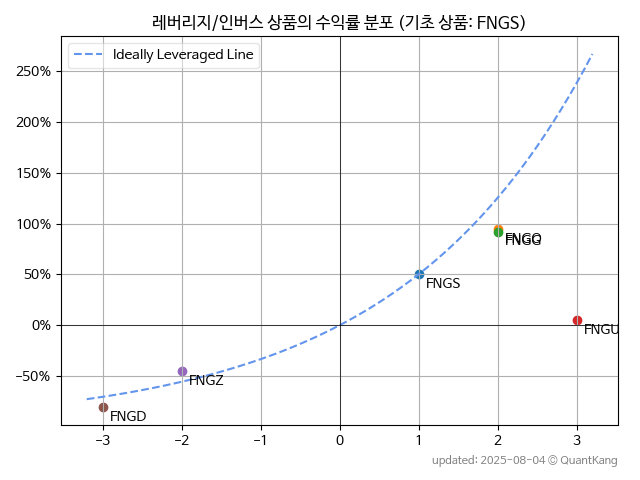 레버리지/인버스 상품의 수익률 분포 (기초 상품: FNGS)
Ideally Leveraged Line
250%
200%
150%
100%
50%
0%
−50%
FNGO
FNGG
FNGS
FNGU
FNGZ
FNGD
−3 −2 −1 0 1 2 3
updated: 2025-08-04 © QuantKang